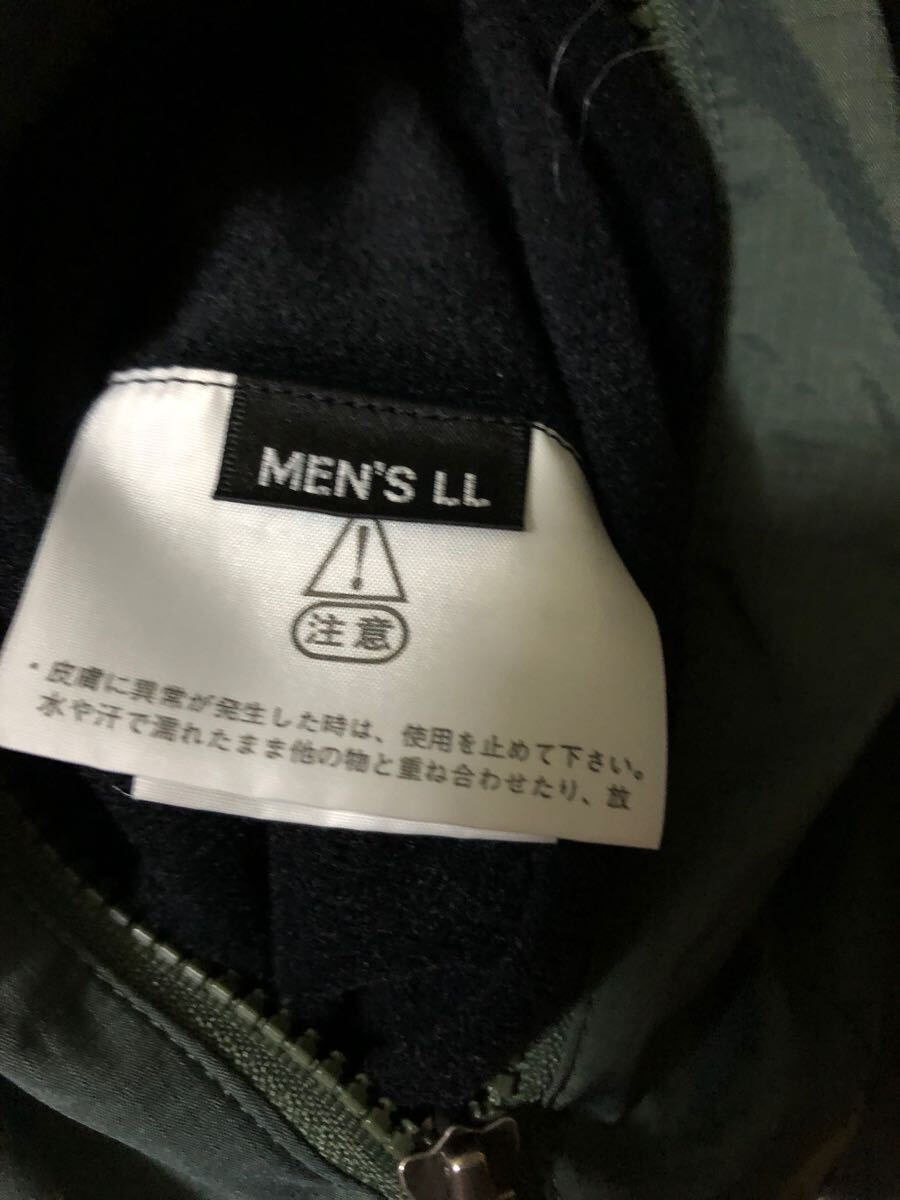 MEN'S LL
!
注意
・皮膚に異常が発生した時は、使用を止めて下さい。
水や汗で濡れたまま他の物と重ね合わせたり、放